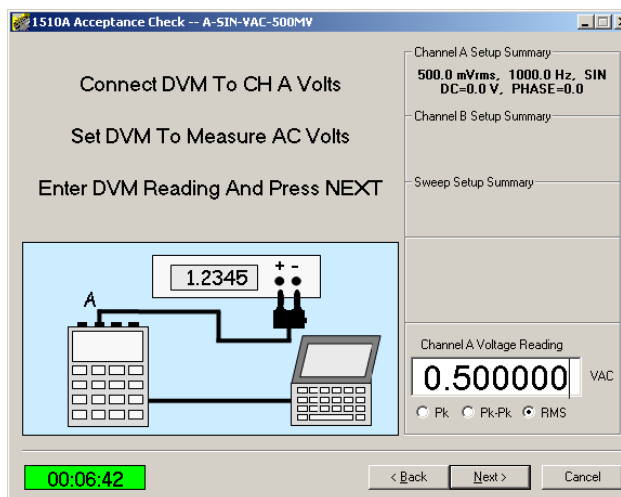 1510A Acceptance Check -- A-SIN-VAC-500MV
Connect DVM To CH A Volts
Set DVM To Measure AC Volts
Enter DVM Reading And Press NEXT
Channel A Setup Summary
500.0 mVrms, 1000.0 Hz, SIN
DC=0.0 V, PHASE=0.0
Channel B Setup Summary
Sweep Setup Summary
1.2345
+ -
A
Channel A Voltage Reading
0.500000 VAC
Pk Pk-Pk RMS
00:06:42
< Back Next > Cancel